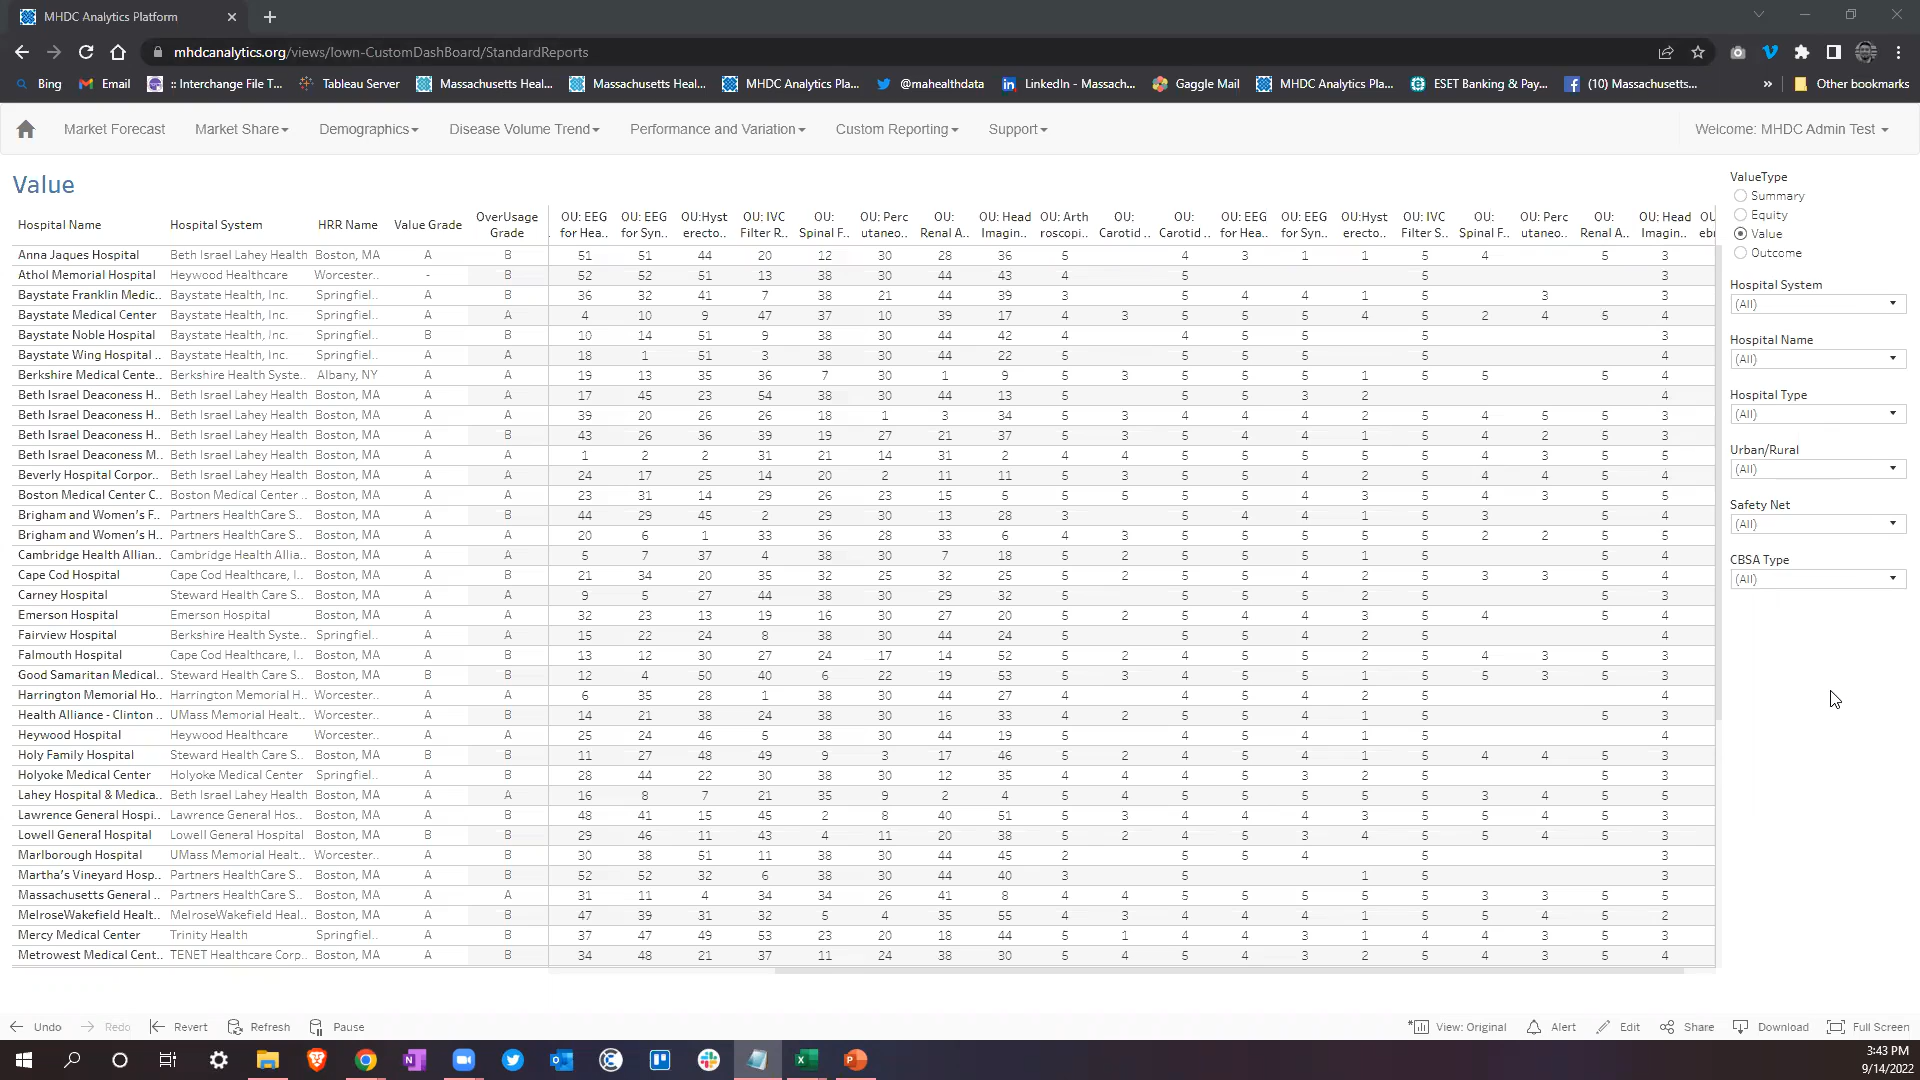 MHDC Analytics Platform
mhdcanalytics.org/views/lown-CustomDashBoard/StandardReports
Bing Email :: Interchange File T... Tableau Server Massachusetts Heal... Massachusetts Heal... MHDC Analytics Pla... @mahealthdata LinkedIn - Massach... Gaggle Mail MHDC Analytics Pla... ESET Banking & Pay... (10) Massachusetts... » Other bookmarks
Market Forecast Market Share Demographics Disease Volume Trend Performance and Variation Custom Reporting Support Welcome: MHDC Admin Test
Value
Hospital Name Hospital System HRR Name Value Grade OverUsage Grade OU: EEG for Hea.. OU: EEG for Syn.. OU:Hyst erecto.. OU: IVC Filter R.. OU: Spinal F.. OU: Perc utaneo.. OU: Renal A.. OU: Head Imagin.. OU: Arth roscopi.. OU: Carotid .. OU: Carotid .. OU: EEG for Hea.. OU: EEG for Syn.. OU:Hyst erecto.. OU: IVC Filter S.. OU: Spinal F.. OU: Perc utaneo.. OU: Renal A.. OU: Head Imagin..
Anna Jaques Hospital Beth Israel Lahey Health Boston, MA A B 51 51 44 20 12 30 28 36 5 4 3 1 1 5 4 5 3
Athol Memorial Hospital Heywood Healthcare Worcester.. - B 52 52 51 13 38 30 44 43 4 5 5 3
Baystate Franklin Medic.. Baystate Health, Inc. Springfiel.. A B 36 32 41 7 38 21 44 39 3 5 4 4 1 5 3 3
Baystate Medical Center Baystate Health, Inc. Springfiel.. A A 4 10 9 47 37 10 39 17 4 3 5 5 5 4 5 2 4 5 4
Baystate Noble Hospital Baystate Health, Inc. Springfiel.. B B 10 14 51 9 38 30 44 42 4 4 5 5 5 3
Baystate Wing Hospital .. Baystate Health, Inc. Springfiel.. A A 18 1 51 3 38 30 44 22 5 5 5 5 5 4
Berkshire Medical Cente.. Berkshire Health Syste.. Albany, NY A A 19 13 35 36 7 30 1 9 5 3 5 5 5 1 5 5 5 4
Beth Israel Deaconess H.. Beth Israel Lahey Health Boston, MA A A 17 45 23 54 38 30 44 13 5 5 5 3 2 4
Beth Israel Deaconess H.. Beth Israel Lahey Health Boston, MA A A 39 20 26 26 18 1 3 34 5 3 4 4 4 2 5 4 5 5 3
Beth Israel Deaconess H.. Beth Israel Lahey Health Boston, MA A B 43 26 36 39 19 27 21 37 5 3 5 4 4 1 5 4 2 5 3
Beth Israel Deaconess M.. Beth Israel Lahey Health Boston, MA A A 1 2 2 31 21 14 31 2 4 4 5 5 5 5 5 4 3 5 5
Beverly Hospital Corpor.. Beth Israel Lahey Health Boston, MA A A 24 17 25 14 20 2 11 11 5 3 5 5 4 2 5 4 4 5 4
Boston Medical Center C.. Boston Medical Center .. Boston, MA A A 23 31 14 29 26 23 15 5 5 5 5 5 4 3 5 4 3 5 5
Brigham and Women's F.. Partners HealthCare S.. Boston, MA A B 44 29 45 2 29 30 13 28 3 5 4 4 1 5 3 5 4
Brigham and Women's H.. Partners HealthCare S.. Boston, MA A A 20 6 1 33 36 28 33 6 4 3 5 5 5 5 5 2 2 5 5
Cambridge Health Allian.. Cambridge Health Allia.. Boston, MA A A 5 7 37 4 38 30 7 18 5 2 5 5 5 1 5 5 4
Cape Cod Hospital Cape Cod Healthcare, I.. Boston, MA A B 21 34 20 35 32 25 32 25 5 2 5 5 4 2 5 3 3 5 4
Carney Hospital Steward Health Care S.. Boston, MA A A 9 5 27 44 38 30 29 32 5 5 5 5 2 5 5 3
Emerson Hospital Emerson Hospital Boston, MA A A 32 23 13 19 16 30 27 20 5 2 5 4 4 3 5 4 5 4
Fairview Hospital Berkshire Health Syste.. Springfiel.. A A 15 22 24 8 38 30 44 24 5 5 5 4 2 5 4
Falmouth Hospital Cape Cod Healthcare, I.. Boston, MA A B 13 12 30 27 24 17 14 52 5 2 4 5 5 2 5 4 3 5 3
Good Samaritan Medical.. Steward Health Care S.. Boston, MA B B 12 4 50 40 6 22 19 53 5 3 4 5 5 1 5 5 3 5 3
Harrington Memorial Ho.. Harrington Memorial H.. Worcester.. A A 6 35 28 1 38 30 44 27 4 4 5 4 2 5 4
Health Alliance - Clinton .. UMass Memorial Healt.. Worcester.. A B 14 21 38 24 38 30 16 33 4 2 5 5 4 1 5 5 3
Heywood Hospital Heywood Healthcare Worcester.. A B 25 24 46 5 38 30 44 19 5 4 5 4 1 5 4
Holy Family Hospital Steward Health Care S.. Boston, MA B B 11 27 48 49 9 3 17 46 5 2 4 5 4 1 5 4 4 5 3
Holyoke Medical Center Holyoke Medical Center Springfiel.. A B 28 44 22 30 38 30 12 35 4 4 4 5 3 2 5 5 3
Lahey Hospital & Medica.. Beth Israel Lahey Health Boston, MA A A 16 8 7 21 35 9 2 4 5 4 5 5 5 5 5 3 4 5 5
Lawrence General Hospi.. Lawrence General Hos.. Boston, MA A B 48 41 15 45 2 8 40 51 5 3 4 4 4 3 5 5 4 5 3
Lowell General Hospital Lowell General Hospital Boston, MA B B 29 46 11 43 4 11 20 38 5 2 4 5 3 4 5 5 4 5 3
Marlborough Hospital UMass Memorial Healt.. Worcester.. A B 30 38 51 11 38 30 44 45 2 5 5 4 5 3
Martha's Vineyard Hosp.. Partners HealthCare S.. Boston, MA A B 52 52 32 6 38 30 44 40 3 5 1 5 3
Massachusetts General .. Partners HealthCare S.. Boston, MA A A 31 11 4 34 34 26 41 8 4 4 5 5 5 5 5 3 3 5 5
MelroseWakefield Healt.. MelroseWakefield Heal.. Boston, MA A B 47 39 31 32 5 4 35 55 4 3 4 4 4 1 5 5 4 5 2
Mercy Medical Center Trinity Health Springfiel.. A B 37 47 49 53 23 20 18 44 5 1 4 4 3 1 4 4 3 5 3
Metrowest Medical Cent.. TENET Healthcare Corp.. Boston, MA A B 34 48 21 37 11 24 38 30 5 4 5 4 3 2 5 4 3 5 4
ValueType
Summary
Equity
Value
Outcome
Hospital System
(All)
Hospital Name
(All)
Hospital Type
(All)
Urban/Rural
(All)
Safety Net
(All)
CBSA Type
(All)
Undo Redo Revert Refresh Pause View: Original Alert Edit Share Download Full Screen
3:43 PM
9/14/2022